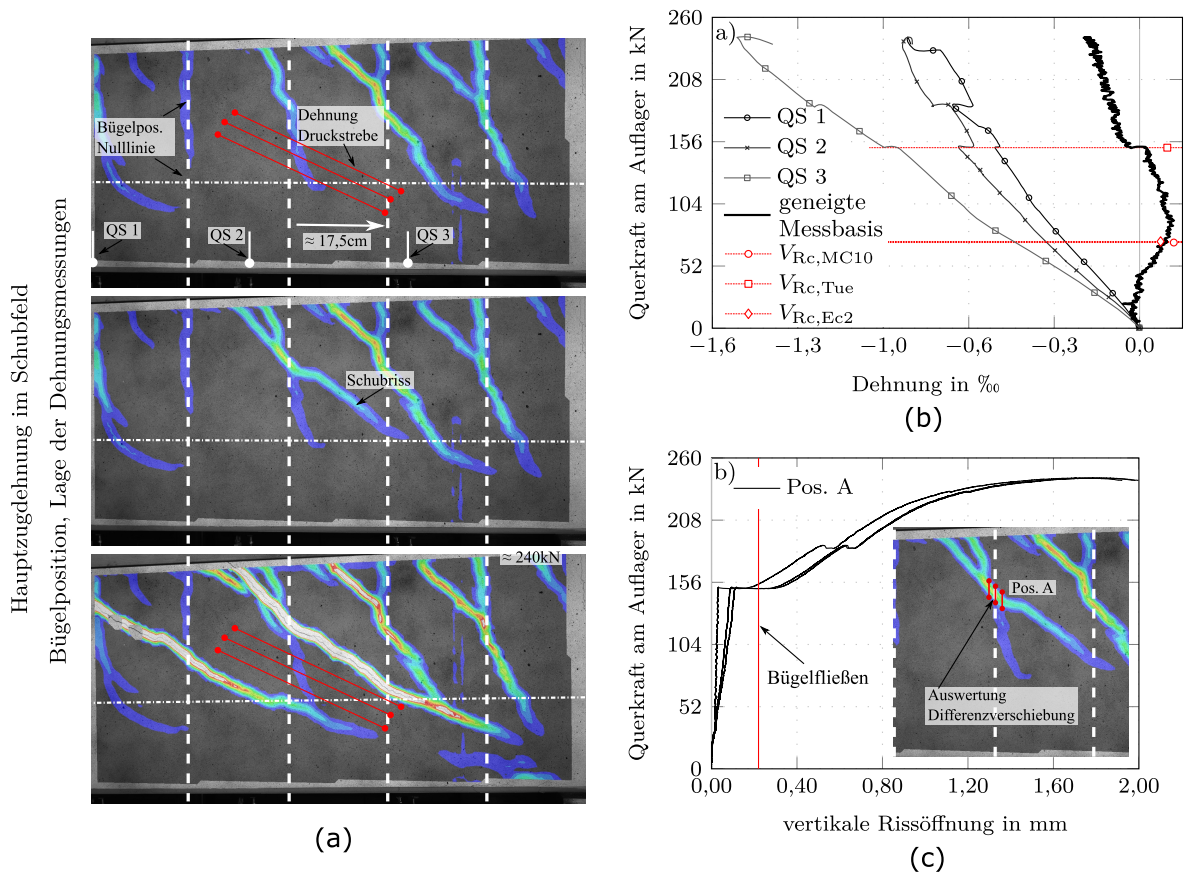 Hauptzugdehnung im Schubfeld
Bügelposition, Lage der Dehnungsmessungen
Bügelpos.
Nulllinie
Dehnung
Druckstrebe
QS 1
QS 2
≈ 17,5cm
QS 3
Schubriss
≈ 240kN
(a)
a)
Querkraft am Auflager in kN
260
208
156
104
52
0
QS 1
QS 2
QS 3
geneigte
Messbasis
V_Rc,MC10
V_Rc,Tue
V_Rc,Ec2
−1,6 −1,3 −1,0 −0,6 −0,3 0,0
Dehnung in ‰
(b)
b)
Querkraft am Auflager in kN
260
208
156
104
52
0
Pos. A
Bügelfließen
Pos. A
Auswertung
Differenzverschiebung
0,00 0,40 0,80 1,20 1,60 2,00
vertikale Rissöffnung in mm
(c)